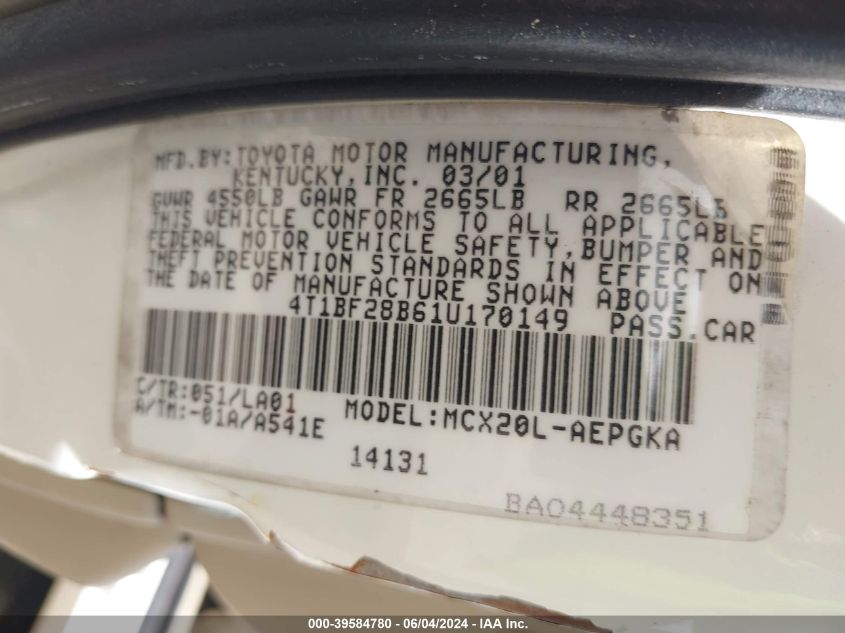 MFD.BY:TOYOTA MOTOR MANUFACTURING,
KENTUCKY,INC. 03/01
GVWR 4550LB GAWR FR 2665LB RR 2665LB
THIS VEHICLE CONFORMS TO ALL APPLICABLE
FEDERAL MOTOR VEHICLE SAFETY,BUMPER AND
THEFT PREVENTION STANDARDS IN EFFECT ON
THE DATE OF MANUFACTURE SHOWN ABOVE.
4T1BF28B61U170149 PASS.CAR
C/TR:051/LA01
A/TM:-01A/A541E MODEL:MCX20L-AEPGKA
14131
BA04448351
000-39584780 - 06/04/2024 - IAA Inc.